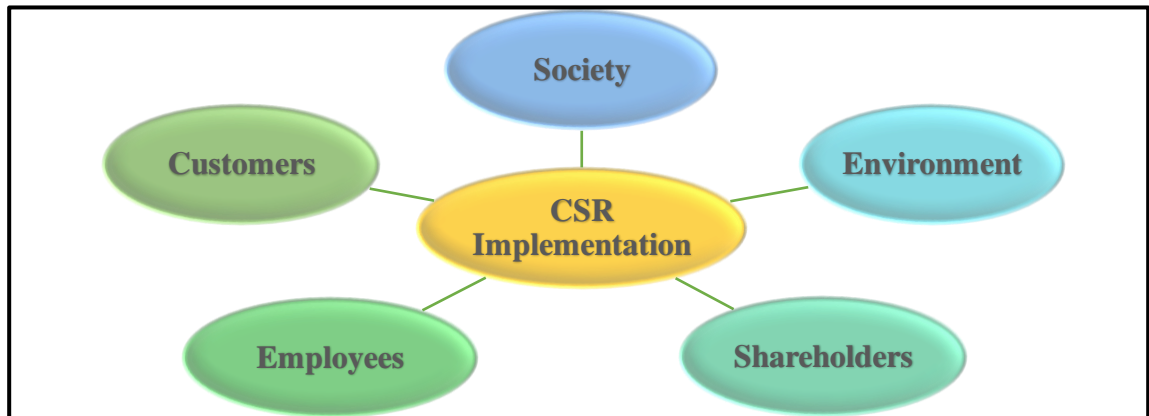 Society
Customers
Environment
CSR
Implementation
Employees
Shareholders